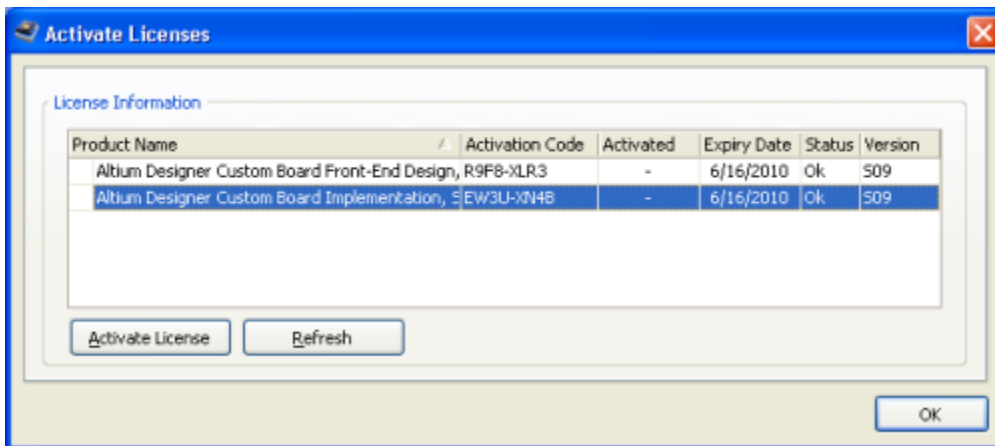 Activate Licenses
License Information
Product Name Activation Code Activated Expiry Date Status Version
Altium Designer Custom Board Front-End Design, R9F8-XLR3 - 6/16/2010 Ok S09
Altium Designer Custom Board Implementation, S EW3U-XN4B - 6/16/2010 Ok S09
Activate License Refresh
OK